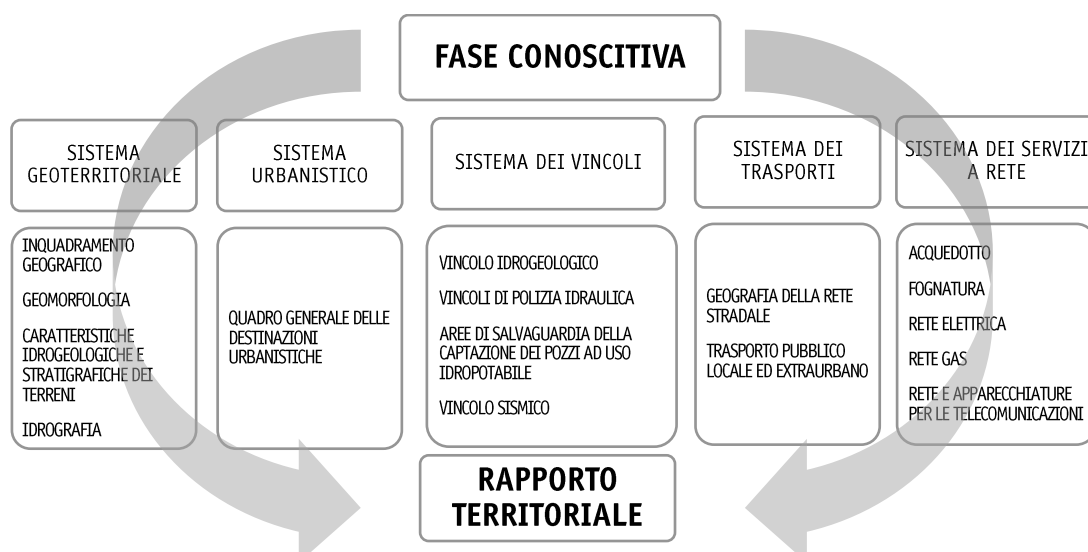 FASE CONOSCITIVA
SISTEMA
GEOTERRITORIALE
SISTEMA
URBANISTICO
SISTEMA DEI VINCOLI
SISTEMA DEI
TRASPORTI
SISTEMA DEI SERVIZI
A RETE
INQUADRAMENTO
GEOGRAFICO
GEOMORFOLOGIA
CARATTERISTICHE
IDROGEOLOGICHE E
STRATIGRAFICHE DEI
TERRENI
IDROGRAFIA
QUADRO GENERALE DELLE
DESTINAZIONI
URBANISTICHE
VINCOLO IDROGEOLOGICO
VINCOLI DI POLIZIA IDRAULICA
AREE DI SALVAGUARDIA DELLA
CAPTAZIONE DEI POZZI AD USO
IDROPOTABILE
VINCOLO SISMICO
GEOGRAFIA DELLA RETE
STRADALE
TRASPORTO PUBBLICO
LOCALE ED EXTRAURBANO
ACQUEDOTTO
FOGNATURA
RETE ELETTRICA
RETE GAS
RETE E APPARECCHIATURE
PER LE TELECOMUNICAZIONI
RAPPORTO
TERRITORIALE